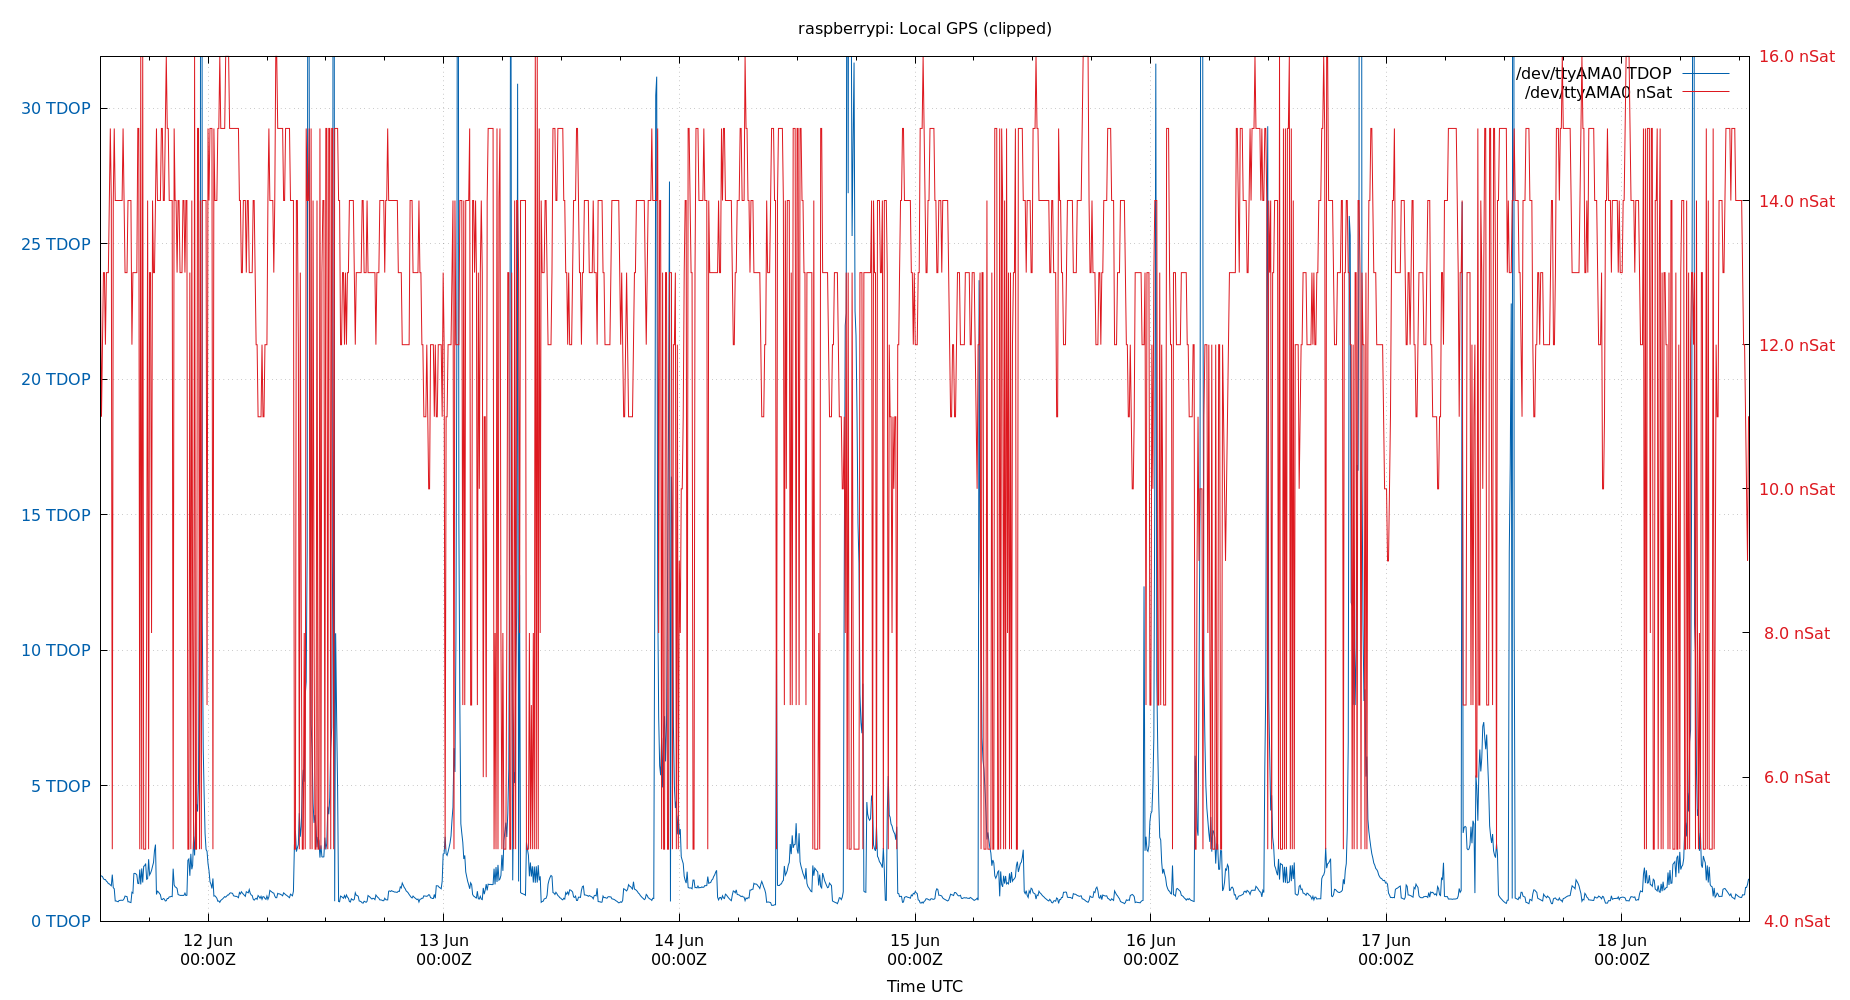 raspberrypi: Local GPS (clipped)
/dev/ttyAMA0 TDOP
/dev/ttyAMA0 nSat
30 TDOP
25 TDOP
20 TDOP
15 TDOP
10 TDOP
5 TDOP
0 TDOP
16.0 nSat
14.0 nSat
12.0 nSat
10.0 nSat
8.0 nSat
6.0 nSat
4.0 nSat
12 Jun
00:00Z
13 Jun
00:00Z
14 Jun
00:00Z
15 Jun
00:00Z
16 Jun
00:00Z
17 Jun
00:00Z
18 Jun
00:00Z
Time UTC